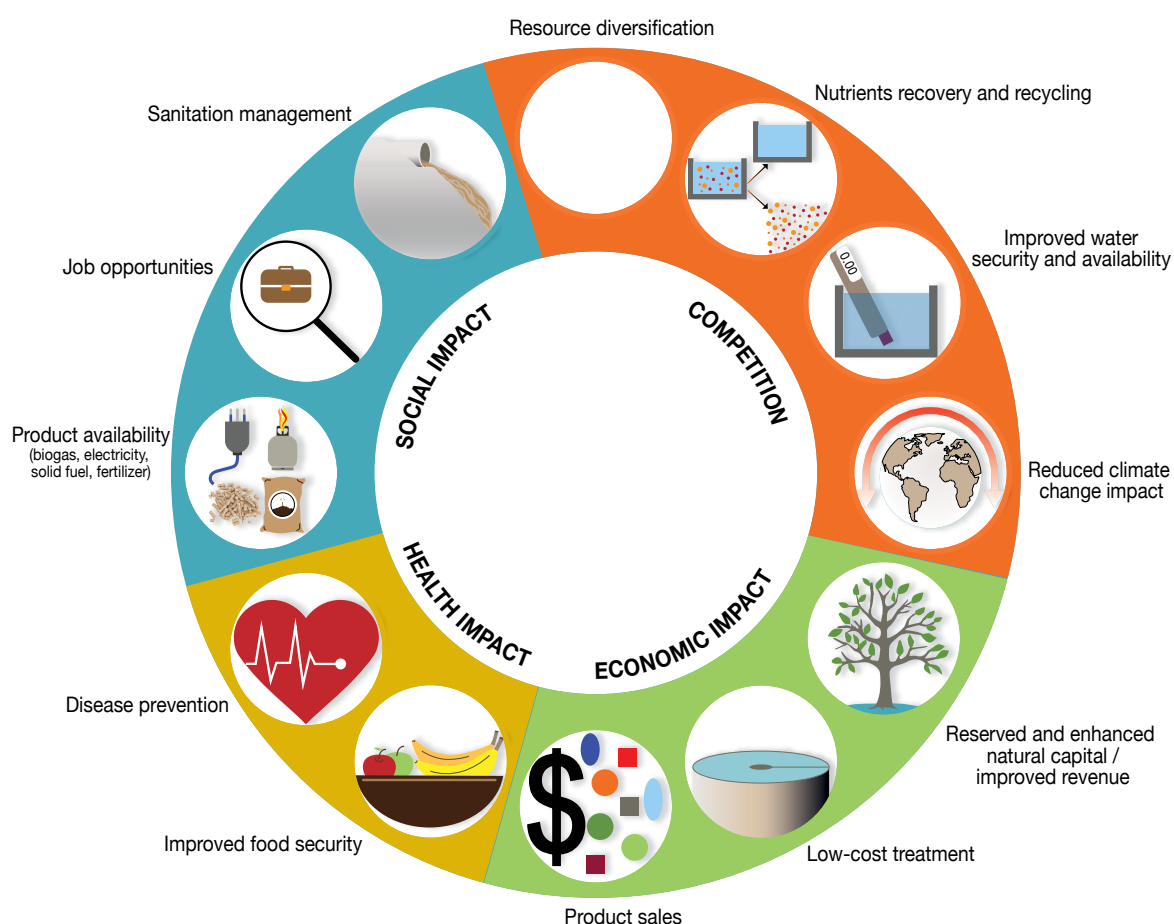 Resource diversification
Nutrients recovery and recycling
Sanitation management
0.00
Improved water
security and availability
Job opportunities
SOCIAL IMPACT
COMPETITION
Product availability
(biogas, electricity,
solid fuel, fertilizer)
Reduced climate
change impact
HEALTH IMPACT
ECONOMIC IMPACT
Disease prevention
Reserved and enhanced
natural capital /
improved revenue
$
Improved food security
Low-cost treatment
Product sales